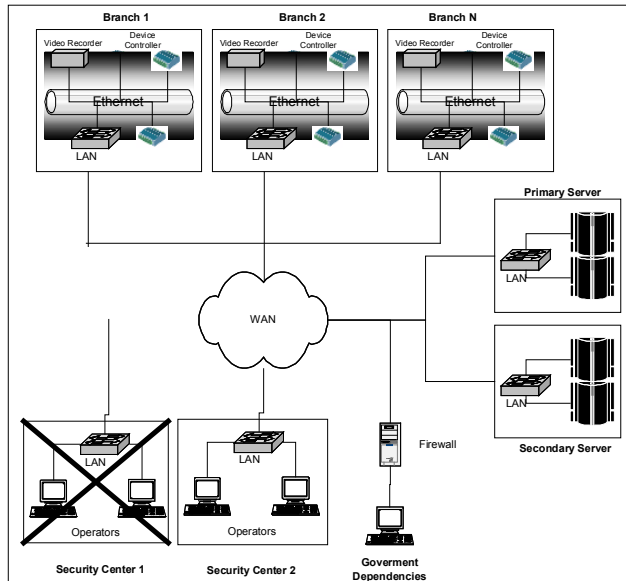 Branch 1
Branch 2
Branch N
Video Recorder
Device
Controller
Video Recorder
Device
Controller
Video Recorder
Device
Controller
Ethernet
Ethernet
Ethernet
LAN
LAN
LAN
Primary Server
LAN
WAN
LAN
Secondary Server
LAN
Operators
LAN
Operators
Firewall
Security Center 1
Security Center 2
Goverment
Dependencies